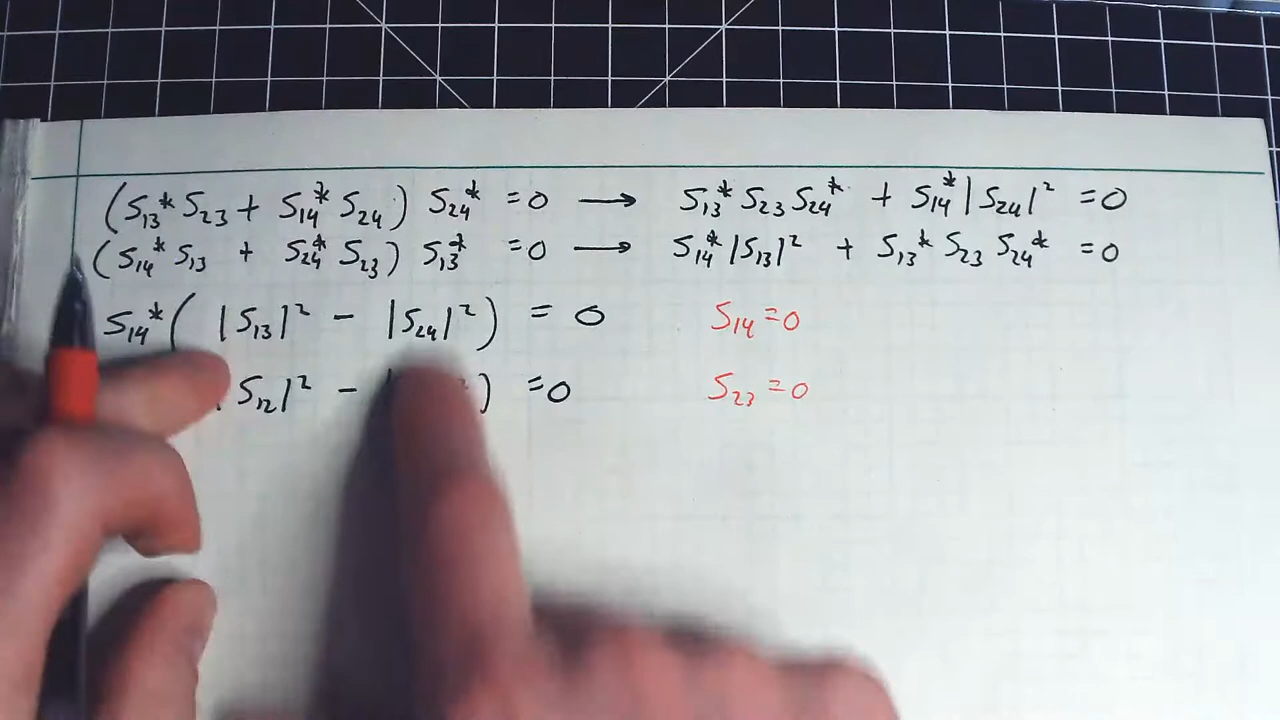 (S₁₃* S₂₃ + S₁₄* S₂₄) S₂₄* = 0 → S₁₃* S₂₃ S₂₄* + S₁₄* |S₂₄|² = 0
(S₁₄* S₁₃ + S₂₄* S₂₃) S₁₃* = 0 → S₁₄* |S₁₃|² + S₁₃* S₂₃ S₂₄* = 0
S₁₄* ( |S₁₃|² - |S₂₄|² ) = 0 S₁₄ = 0
S₁₂|² - | ² ) = 0 S₂₃ = 0